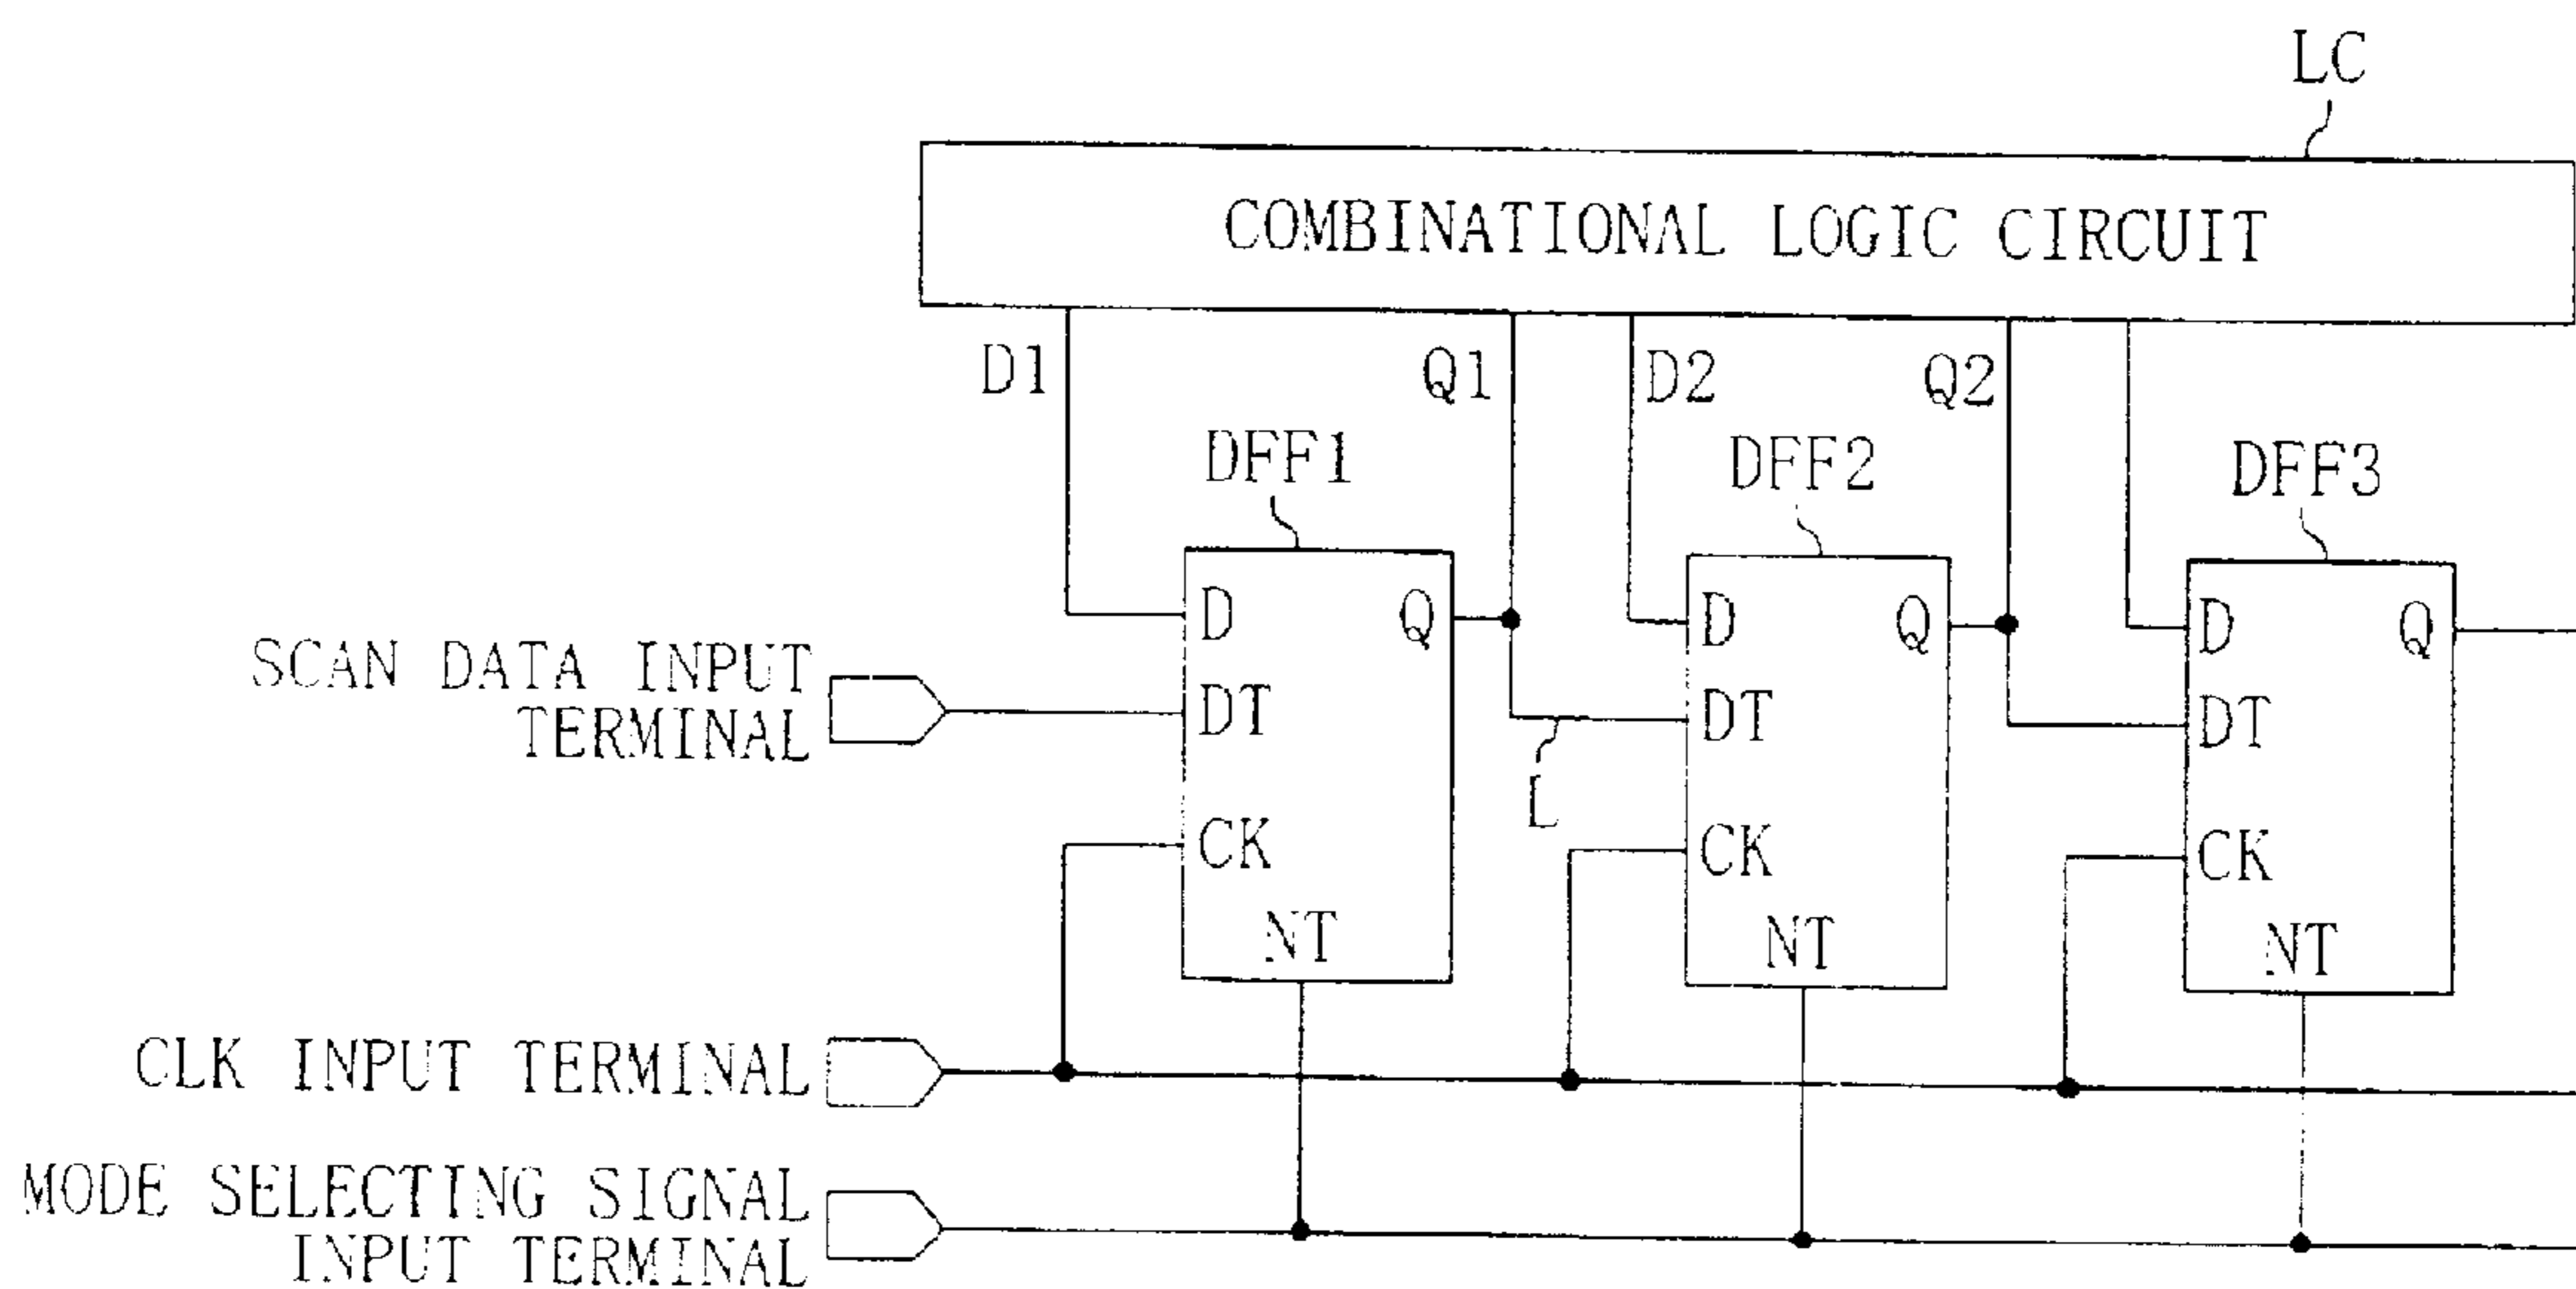 LC
COMBINATIONAL LOGIC CIRCUIT
D1
Q1
D2
Q2
DFF1
DFF2
DFF3
D
Q
D
Q
D
Q
SCAN DATA INPUT
TERMINAL
DT
DT
DT
L
CK
CK
CK
NT
NT
NT
CLK INPUT TERMINAL
MODE SELECTING SIGNAL
INPUT TERMINAL